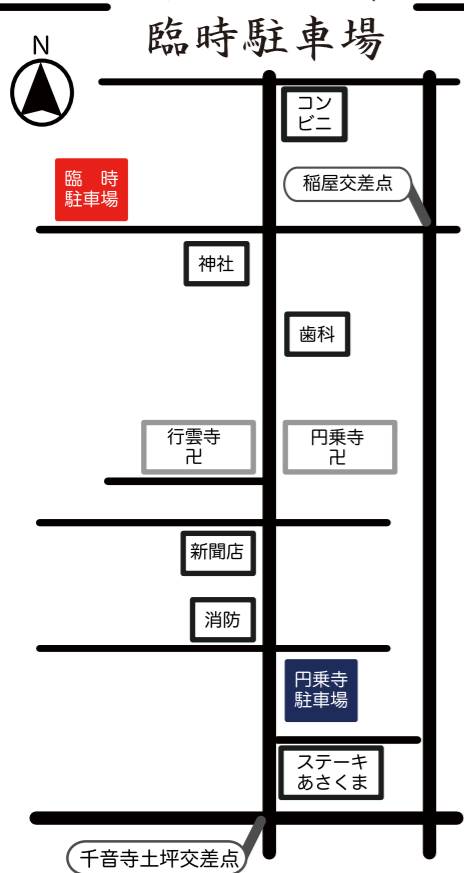 臨時駐車場
N
コン
ビニ
臨 時
駐車場
稲屋交差点
神社
歯科
行雲寺
卍
円乗寺
卍
新聞店
消防
円乗寺
駐車場
ステーキ
あさくま
千音寺土坪交差点